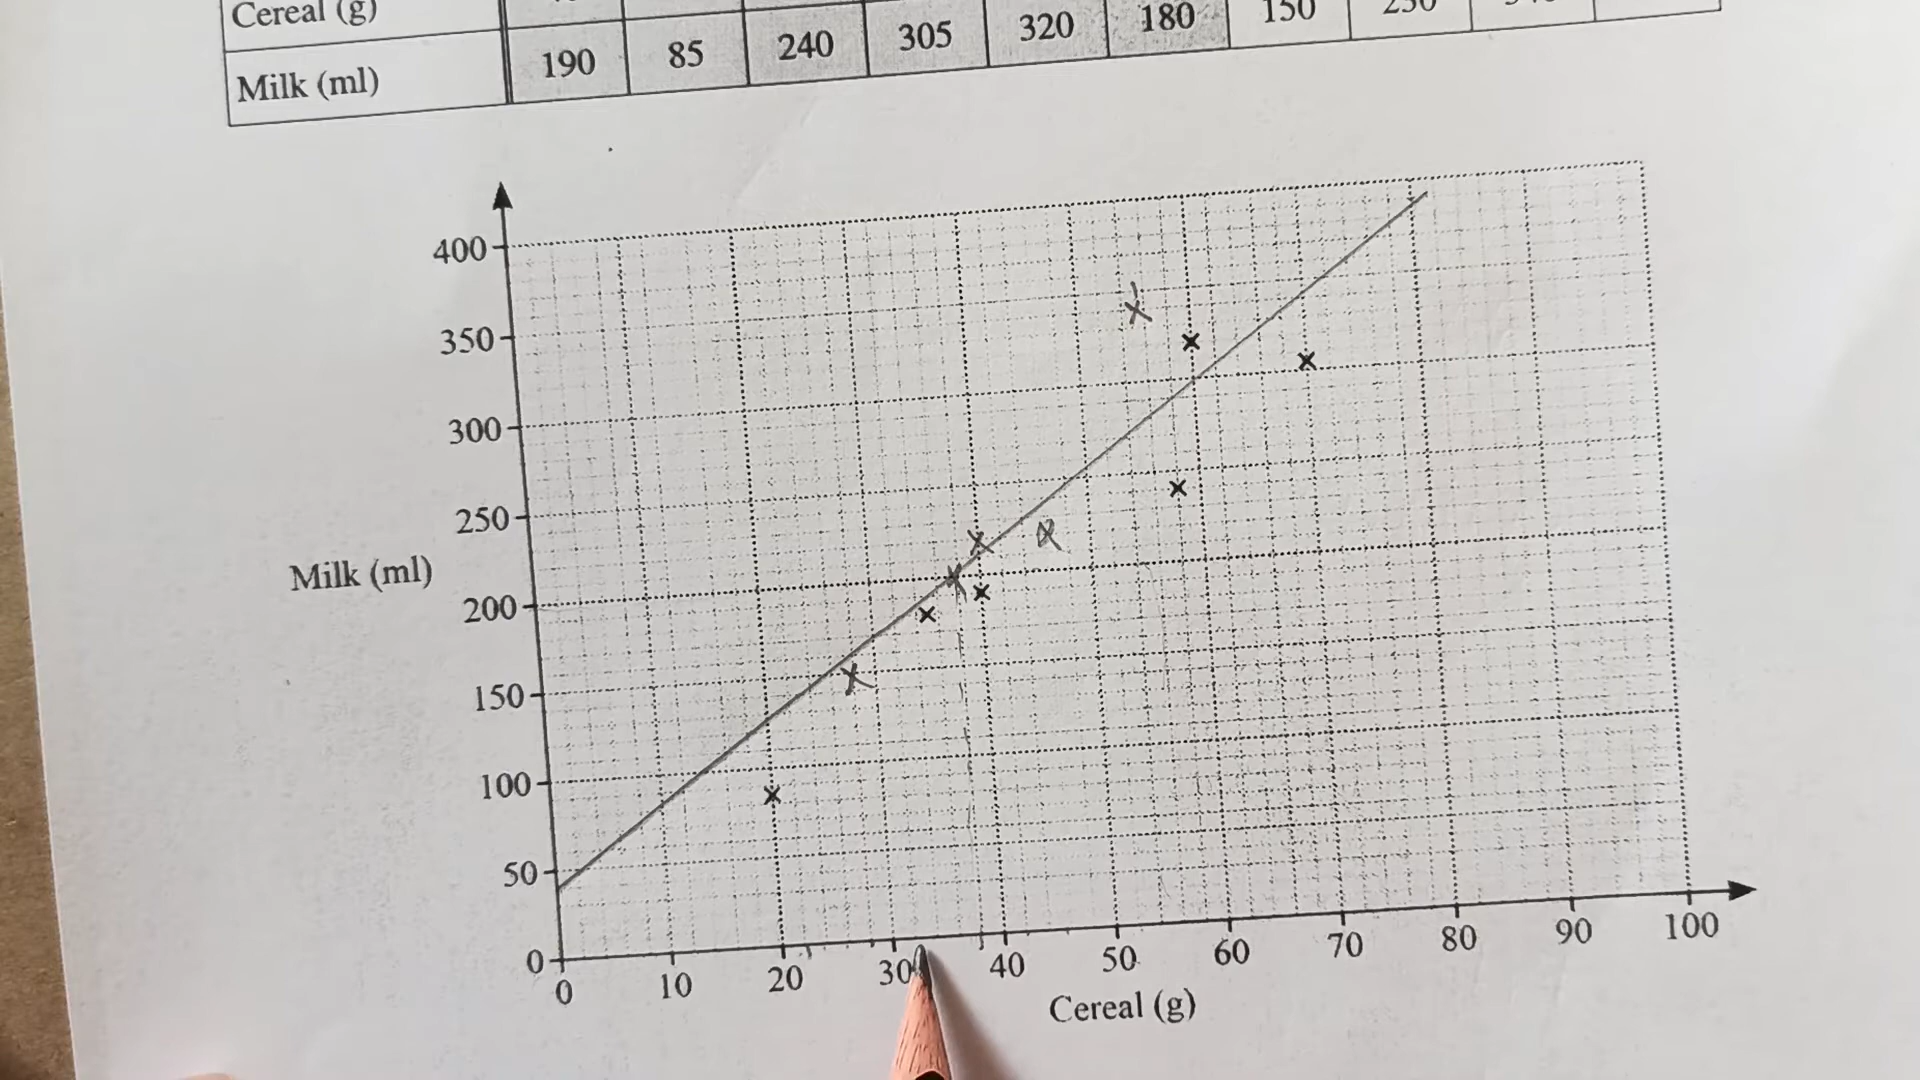 Cereal (g)
Milk (ml) 190 85 240 305 320 180 150
400
350
300
250
Milk (ml)
200
150
100
50
0
0 10 20 30 40 50 60 70 80 90 100
Cereal (g)